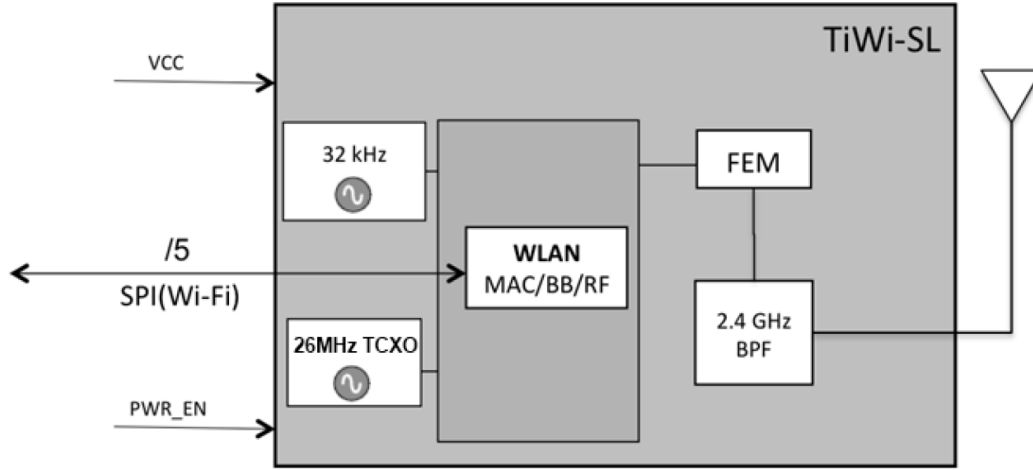 TiWi-SL
VCC
32 kHz
FEM
/5
SPI(Wi-Fi)
WLAN
MAC/BB/RF
2.4 GHz
BPF
26MHz TCXO
PWR_EN